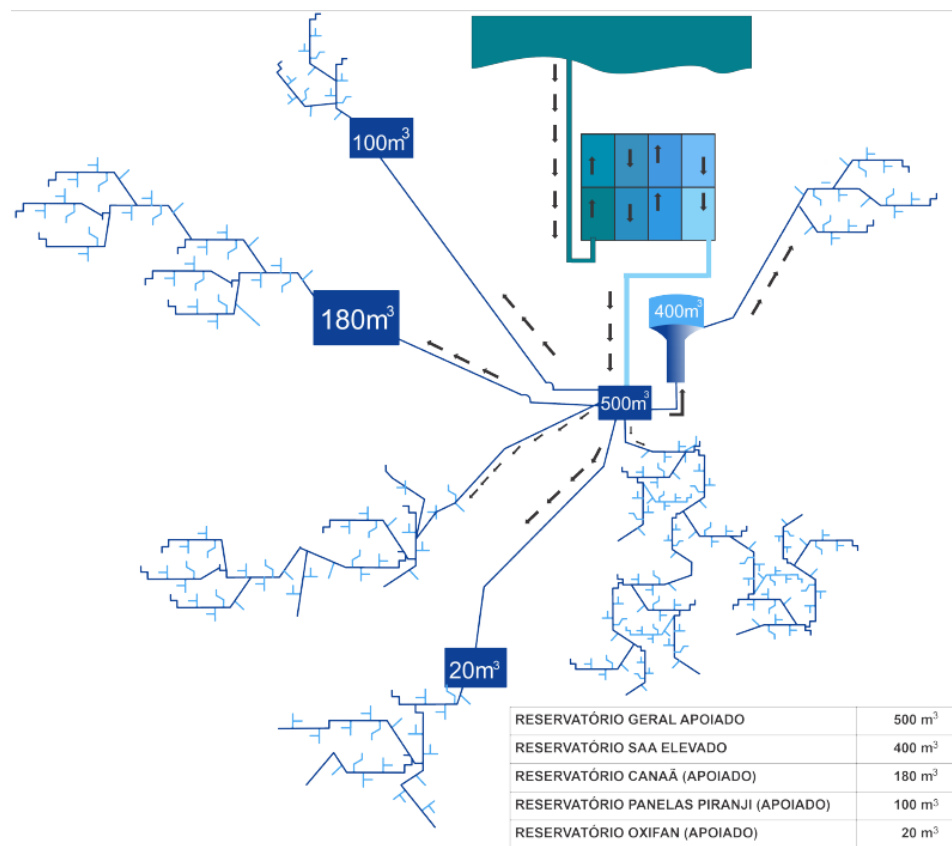 100m³
180m³
400m³
500m³
20m³
RESERVATÓRIO GERAL APOIADO 500 m³
RESERVATÓRIO SAA ELEVADO 400 m³
RESERVATÓRIO CANAÃ (APOIADO) 180 m³
RESERVATÓRIO PANELAS PIRANJI (APOIADO) 100 m³
RESERVATÓRIO OXIFAN (APOIADO) 20 m³